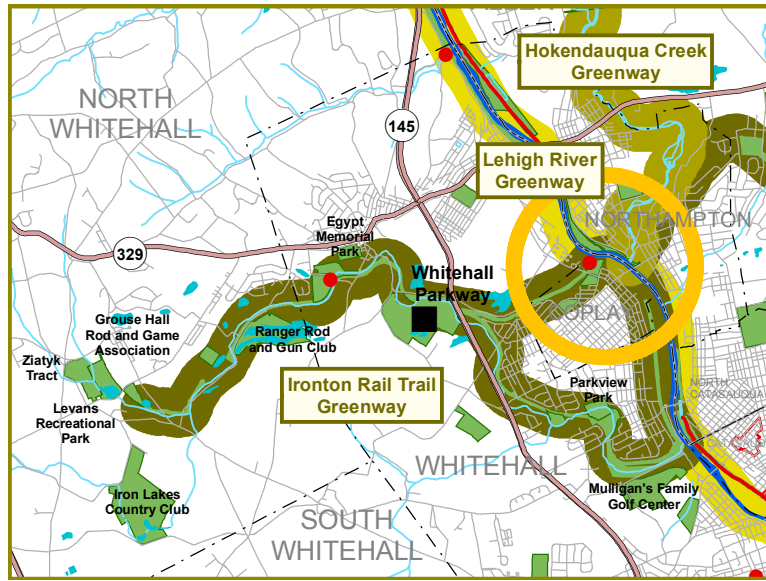 Hokendauqua Creek
Greenway
NORTH
WHITEHALL
145
Lehigh River
Greenway
NORTHAMPTON
Egypt
Memorial
Park
329
Whitehall
Parkway
Grouse Hall
Rod and Game
Association
Ranger Rod
and Gun Club
COPLAY
Ziatyk
Tract
Ironton Rail Trail
Greenway
Parkview
Park
NORTH
CATASAUQUA
Levans
Recreational
Park
WHITEHALL
Iron Lakes
Country Club
Mulligan's Family
Golf Center
SOUTH
WHITEHALL